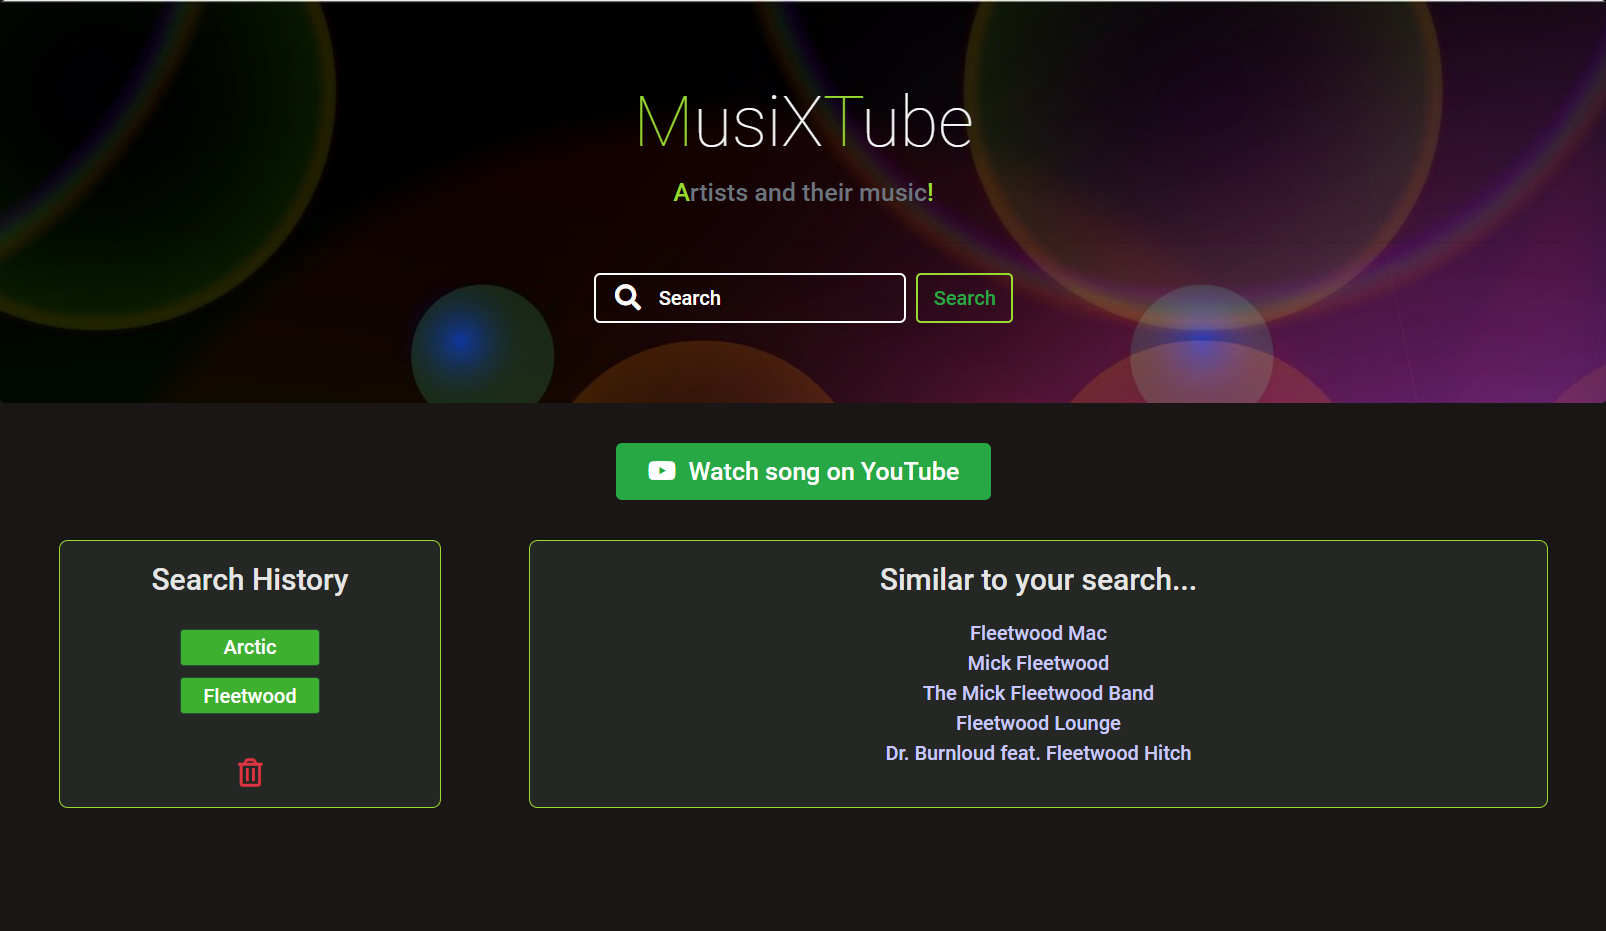 MusiXTube
Artists and their music!
Search
Search
Watch song on YouTube
Search History
Arctic
Fleetwood
Similar to your search...
Fleetwood Mac
Mick Fleetwood
The Mick Fleetwood Band
Fleetwood Lounge
Dr. Burnloud feat. Fleetwood Hitch